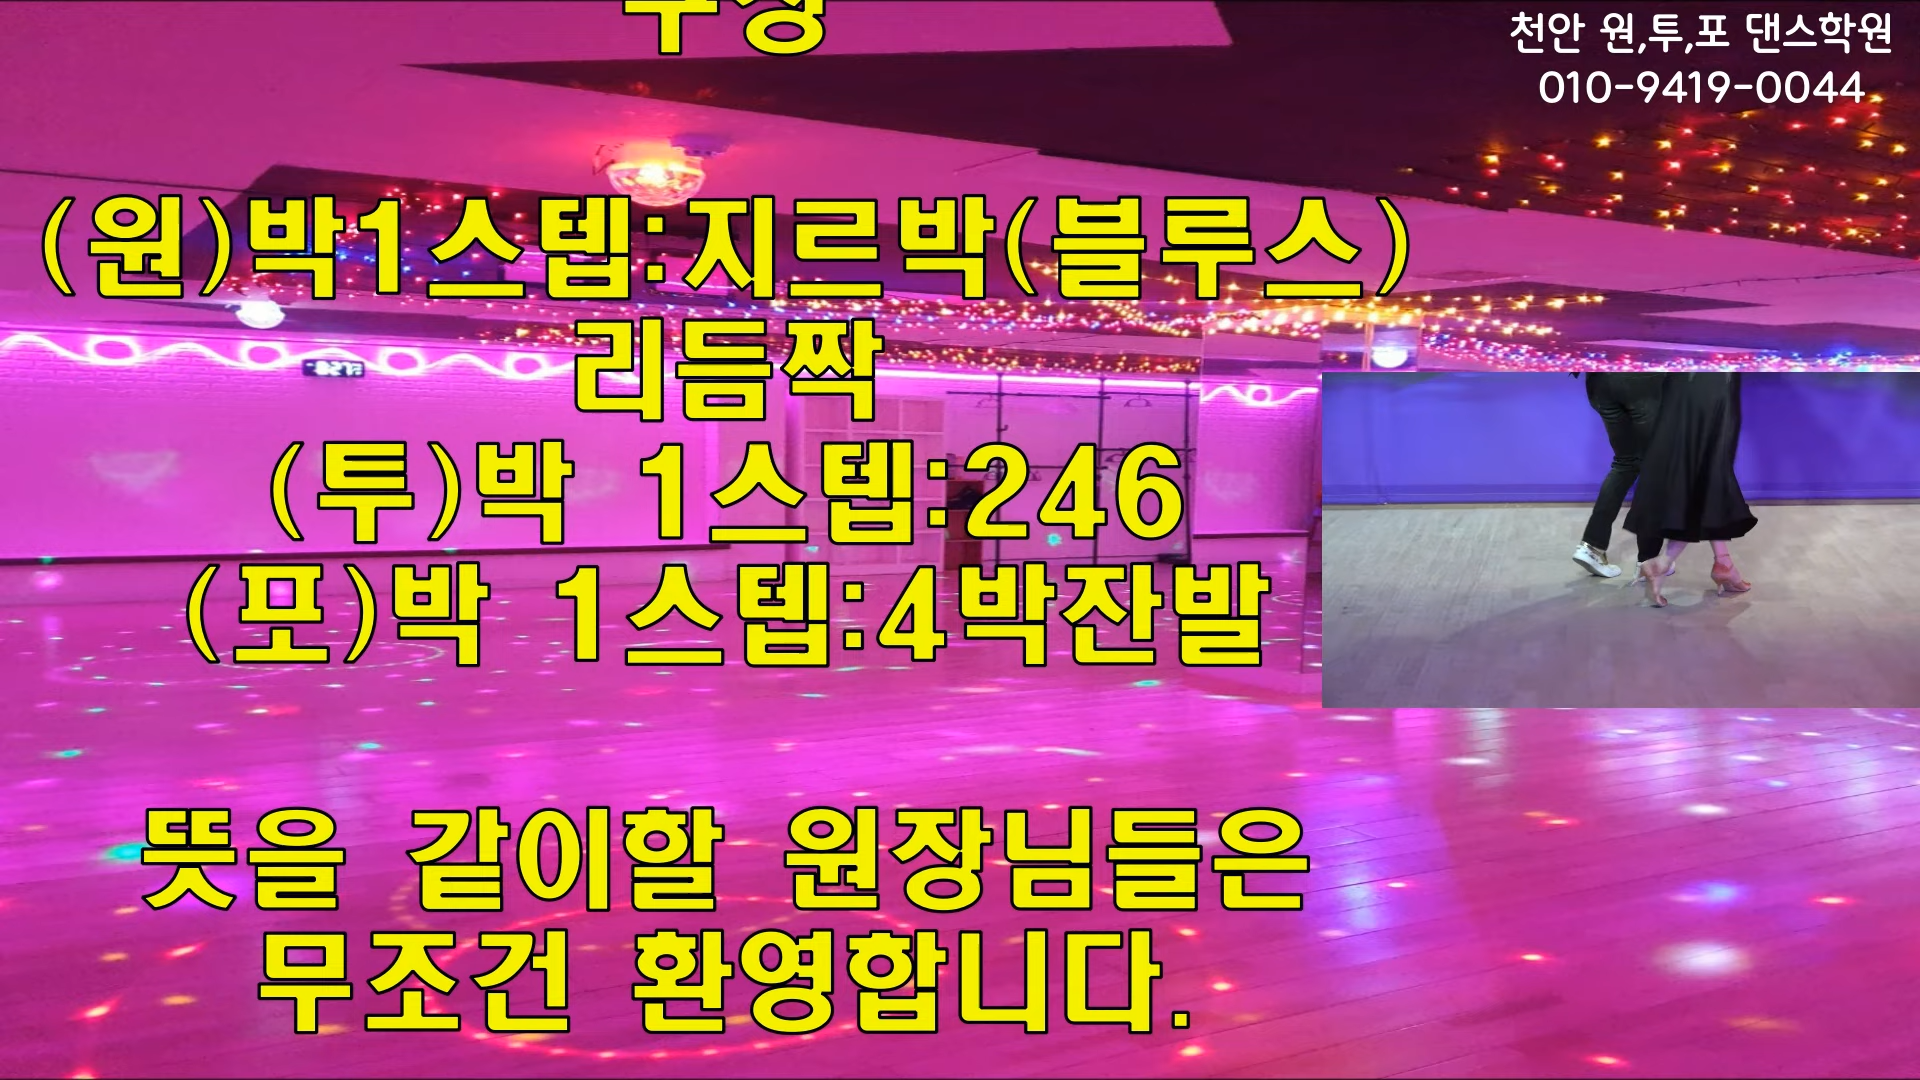 천안 원,투,포 댄스학원
010-9419-0044
(원)박1스텝:지르박(블루스)
리듬짝
(투)박 1스텝:246
(포)박 1스텝:4박잔발
뜻을 같이할 원장님들은
무조건 환영합니다.